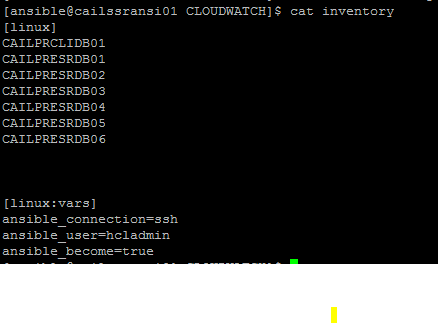 [ansible@cailssransi01 CLOUDWATCH]$ cat inventory
[linux]
CAILPRCLIDB01
CAILPRESRDB01
CAILPRESRDB02
CAILPRESRDB03
CAILPRESRDB04
CAILPRESRDB05
CAILPRESRDB06
[linux:vars]
ansible_connection=ssh
ansible_user=hcladmin
ansible_become=true